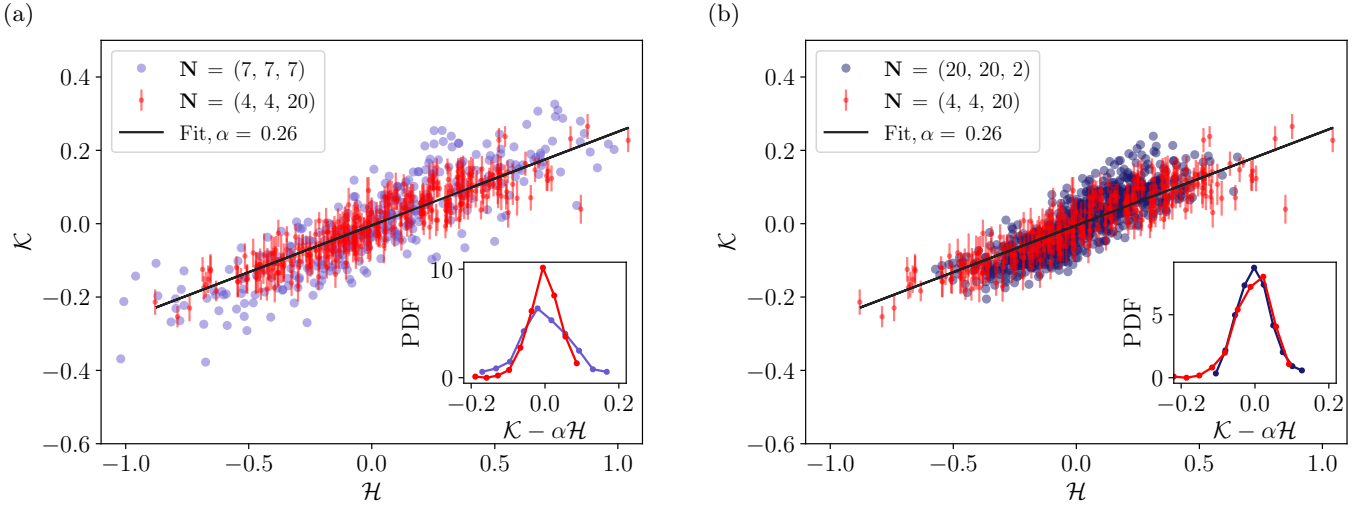 (a)
N = (7, 7, 7)
N = (4, 4, 20)
Fit, α = 0.26
0.4
0.2
0.0
−0.2
−0.4
−0.6
𝒦
−1.0 −0.5 0.0 0.5 1.0
ℋ
10
0
PDF
−0.2 0.0 0.2
𝒦 − αℋ
(b)
N = (20, 20, 2)
N = (4, 4, 20)
Fit, α = 0.26
0.4
0.2
0.0
−0.2
−0.4
−0.6
𝒦
−1.0 −0.5 0.0 0.5 1.0
ℋ
5
0
PDF
−0.2 0.0 0.2
𝒦 − αℋ